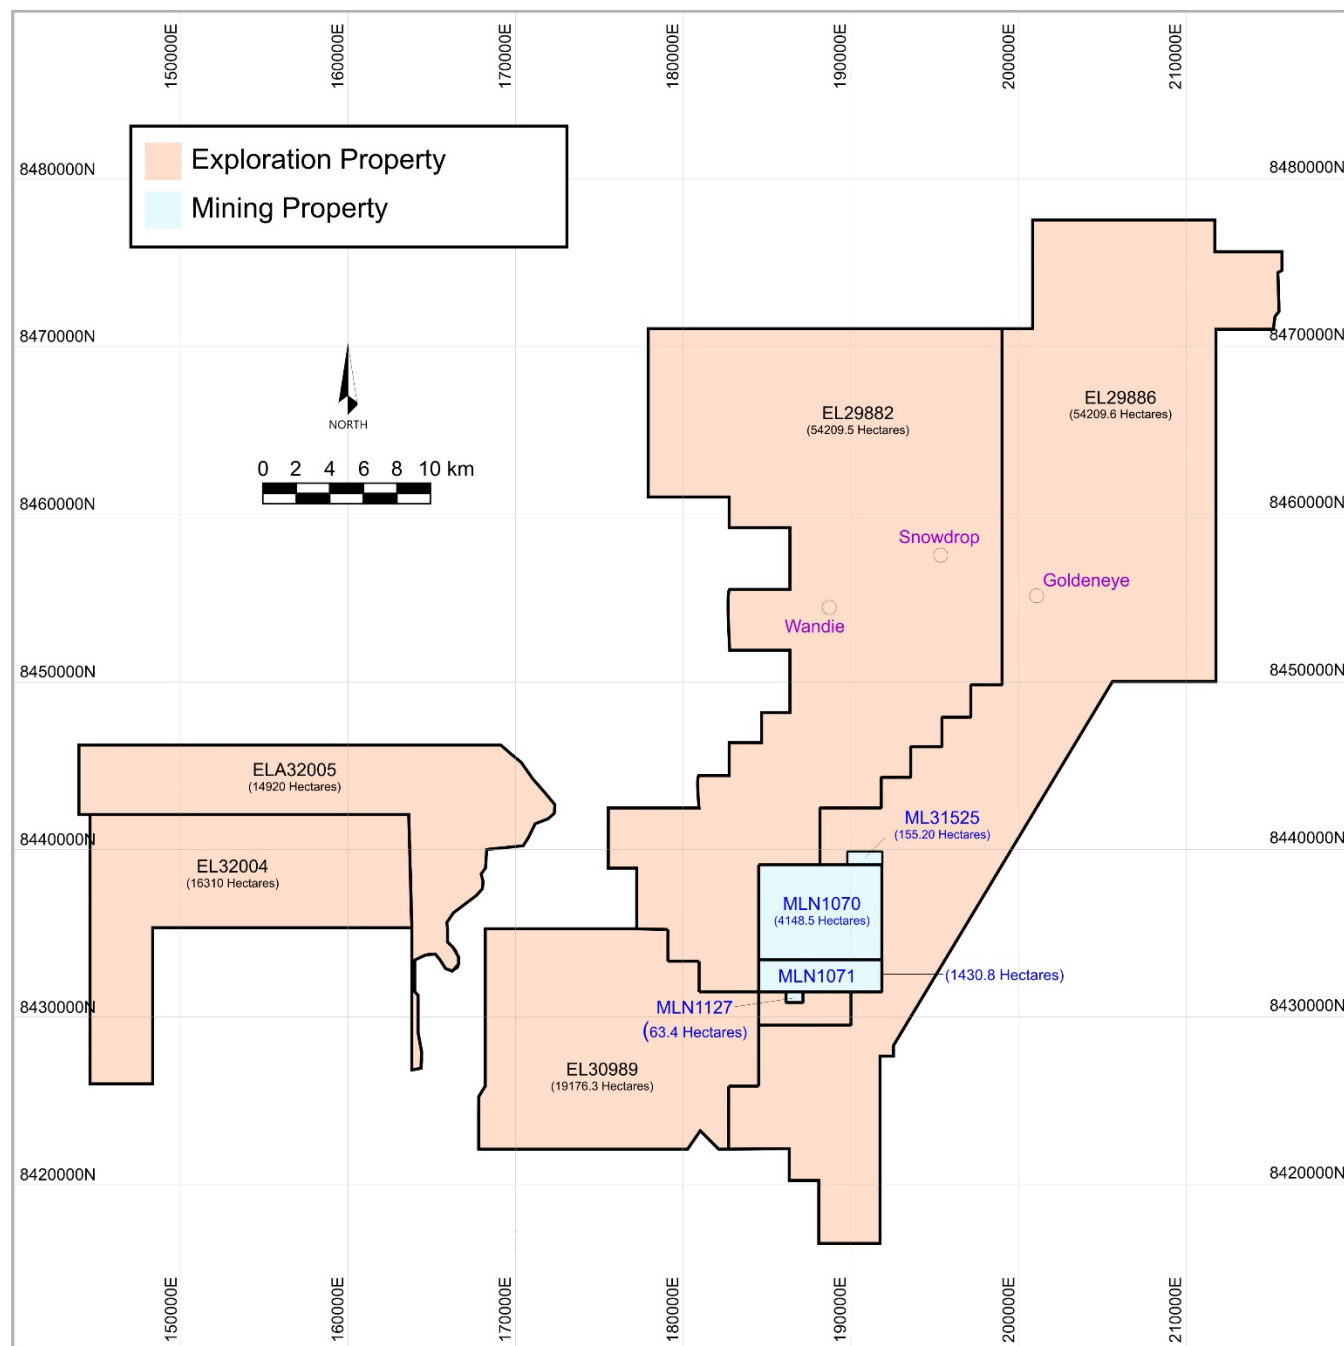 150000E
160000E
170000E
180000E
190000E
200000E
210000E
Exploration Property
Mining Property
8480000N
8480000N
8470000N
8470000N
NORTH
0 2 4 6 8 10 km
EL29882
(54209.5 Hectares)
EL29886
(54209.6 Hectares)
8460000N
8460000N
Snowdrop
Goldeneye
Wandie
8450000N
8450000N
ELA32005
(14920 Hectares)
ML31525
(155.20 Hectares)
8440000N
8440000N
EL32004
(16310 Hectares)
MLN1070
(4148.5 Hectares)
MLN1071
(1430.8 Hectares)
MLN1127
(63.4 Hectares)
8430000N
8430000N
EL30989
(19176.3 Hectares)
8420000N
8420000N
150000E
160000E
170000E
180000E
190000E
200000E
210000E